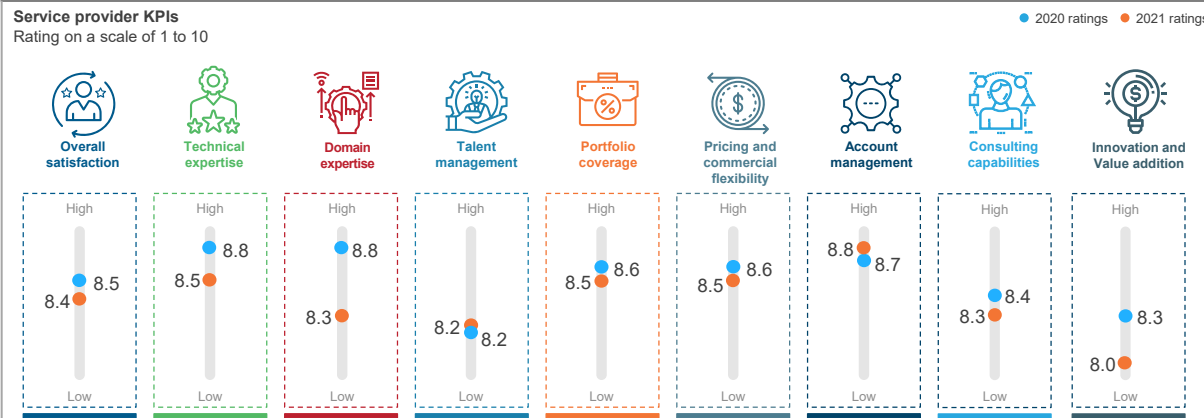 Service provider KPIs
Rating on a scale of 1 to 10
2020 ratings
2021 ratings
Overall
satisfaction
High
8.5
8.4
Low
Technical
expertise
High
8.8
8.5
Low
Domain
expertise
High
8.8
8.3
Low
Talent
management
High
8.2
8.2
Low
Portfolio
coverage
%
High
8.6
8.5
Low
Pricing and
commercial
flexibility
$
High
8.6
8.5
Low
Account
management
High
8.8
8.7
Low
Consulting
capabilities
High
8.4
8.3
Low
Innovation and
Value addition
$
High
8.3
8.0
Low